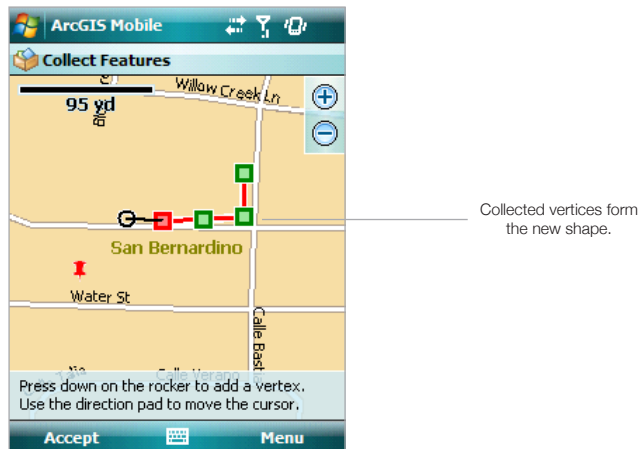 ArcGIS Mobile
Collect Features
Willow Creek Ln
95 yd
Collected vertices form
the new shape.
San Bernardino
Water St
Calle Basti
Calle Verano
Press down on the rocker to add a vertex.
Use the direction pad to move the cursor.
Accept
Menu